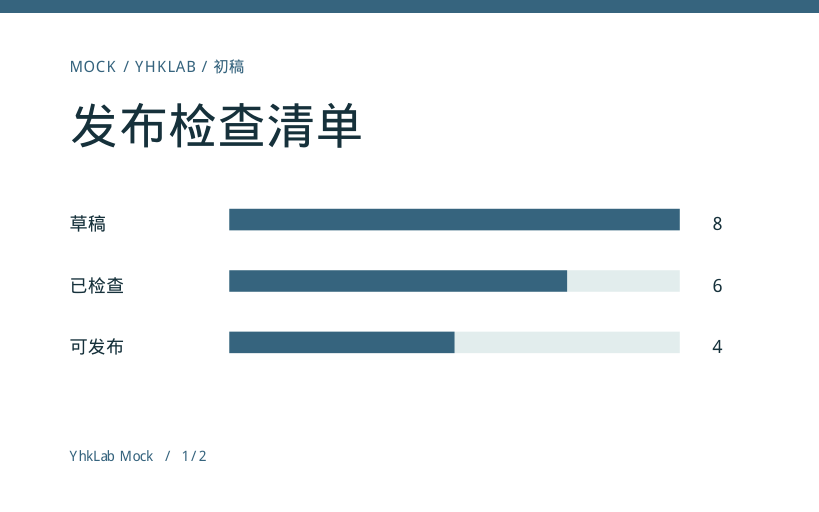 MOCK / YHKLAB / 初稿
发布检查清单
草稿 8
已检查 6
可发布 4
YhkLab Mock / 1/2